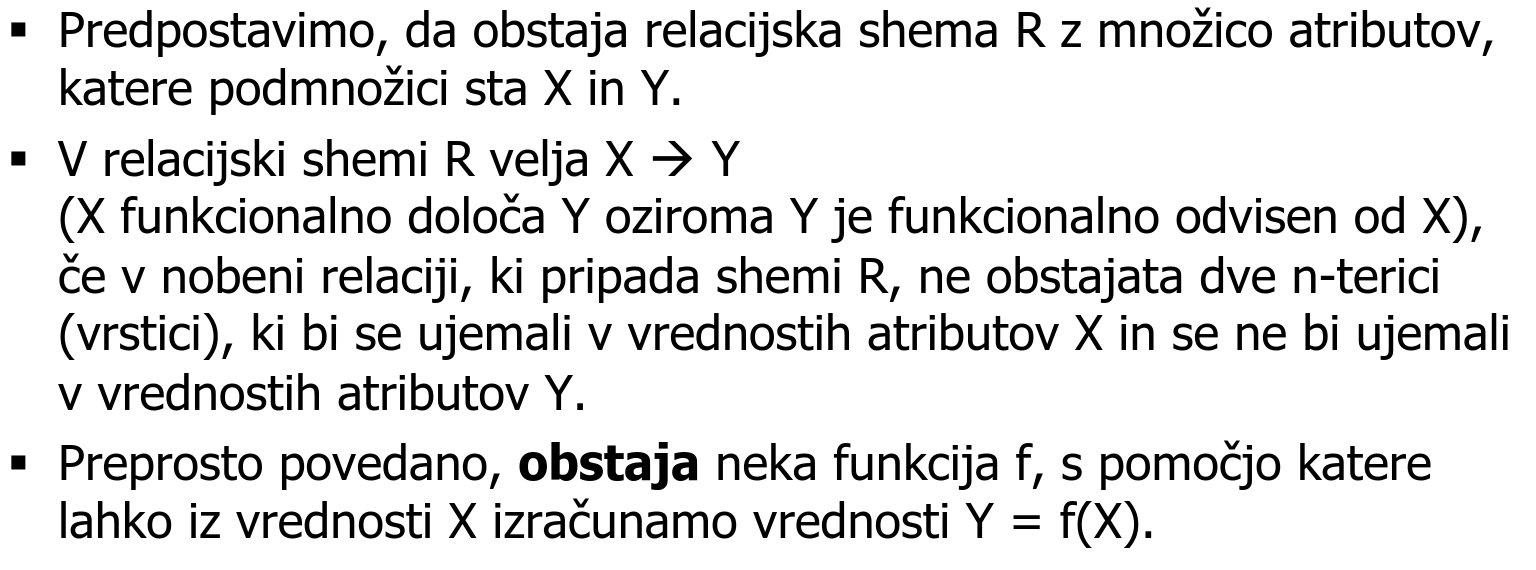 ▪ Predpostavimo, da obstaja relacijska shema R z množico atributov,
katere podmnožici sta X in Y.
▪ V relacijski shemi R velja X → Y
(X funkcionalno določa Y oziroma Y je funkcionalno odvisen od X),
če v nobeni relaciji, ki pripada shemi R, ne obstajata dve n-terici
(vrstici), ki bi se ujemali v vrednostih atributov X in se ne bi ujemali
v vrednostih atributov Y.
▪ Preprosto povedano, obstaja neka funkcija f, s pomočjo katere
lahko iz vrednosti X izračunamo vrednosti Y = f(X).